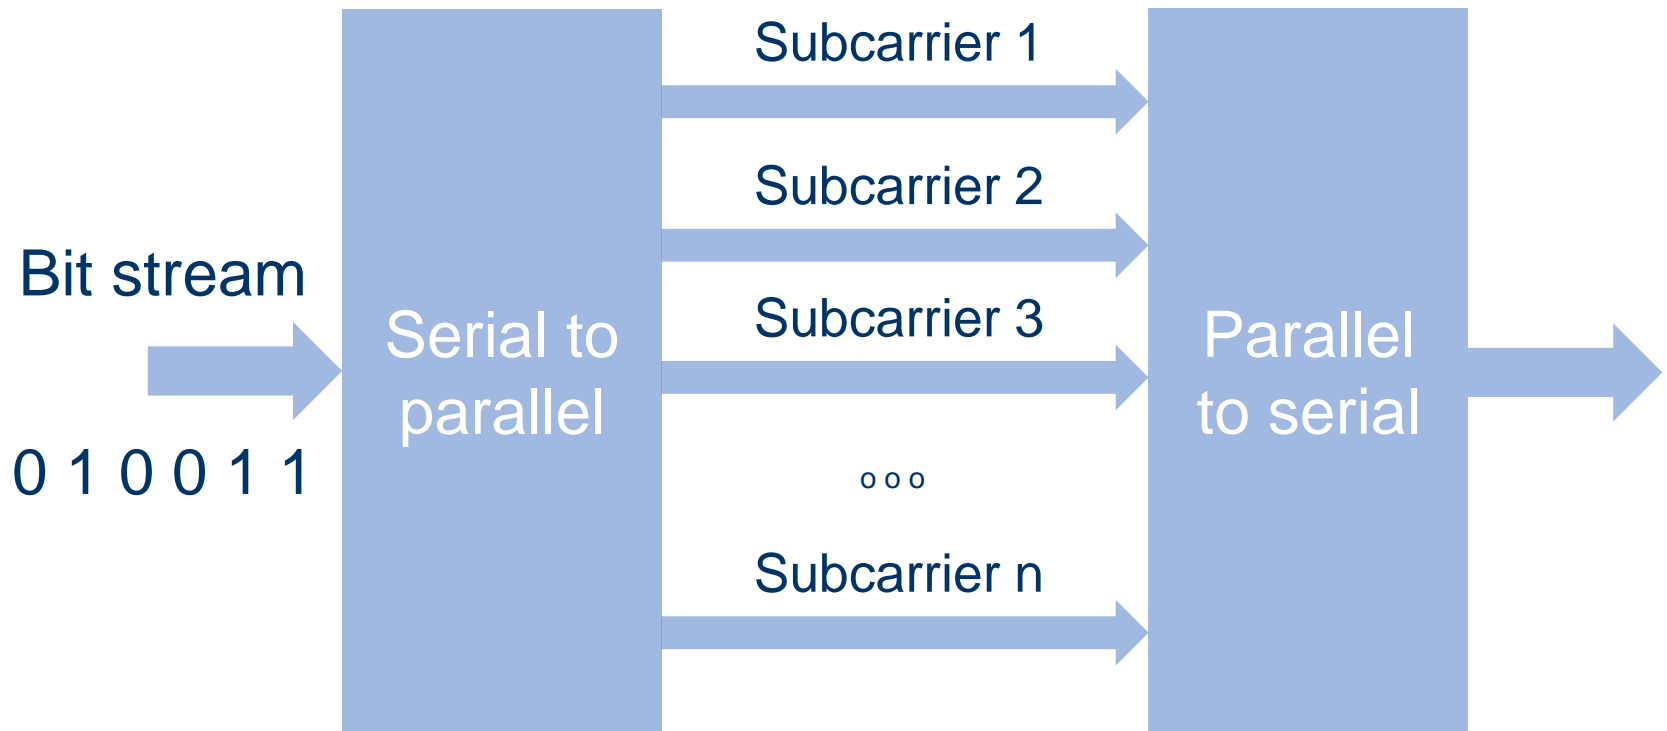 Bit stream
0 1 0 0 1 1
Serial to
parallel
Subcarrier 1
Subcarrier 2
Subcarrier 3
o o o
Subcarrier n
Parallel
to serial